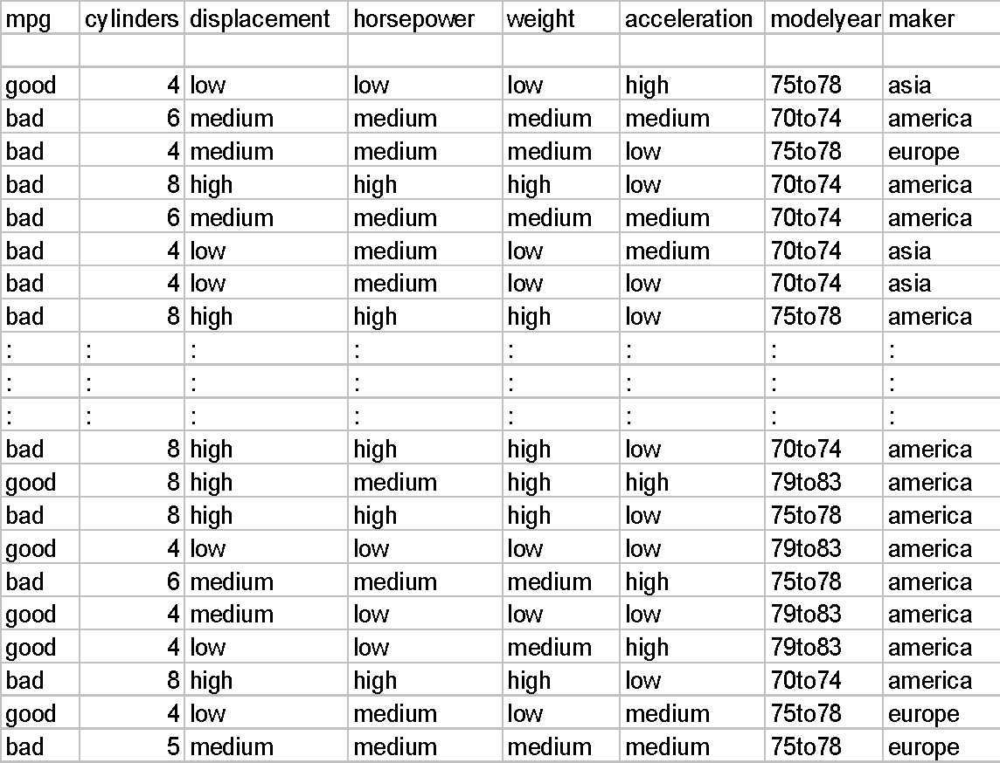 mpg cylinders displacement horsepower weight acceleration modelyear maker
good 4 low low low high 75to78 asia
bad 6 medium medium medium medium 70to74 america
bad 4 medium medium medium low 75to78 europe
bad 8 high high high low 70to74 america
bad 6 medium medium medium medium 70to74 america
bad 4 low medium low medium 70to74 asia
bad 4 low medium low low 70to74 asia
bad 8 high high high low 75to78 america
: : : : : : : :
: : : : : : : :
: : : : : : : :
bad 8 high high high low 70to74 america
good 8 high medium high high 79to83 america
bad 8 high high high low 75to78 america
good 4 low low low low 79to83 america
bad 6 medium medium medium high 75to78 america
good 4 medium low low low 79to83 america
good 4 low low medium high 79to83 america
bad 8 high high high low 70to74 america
good 4 low medium low medium 75to78 europe
bad 5 medium medium medium medium 75to78 europe